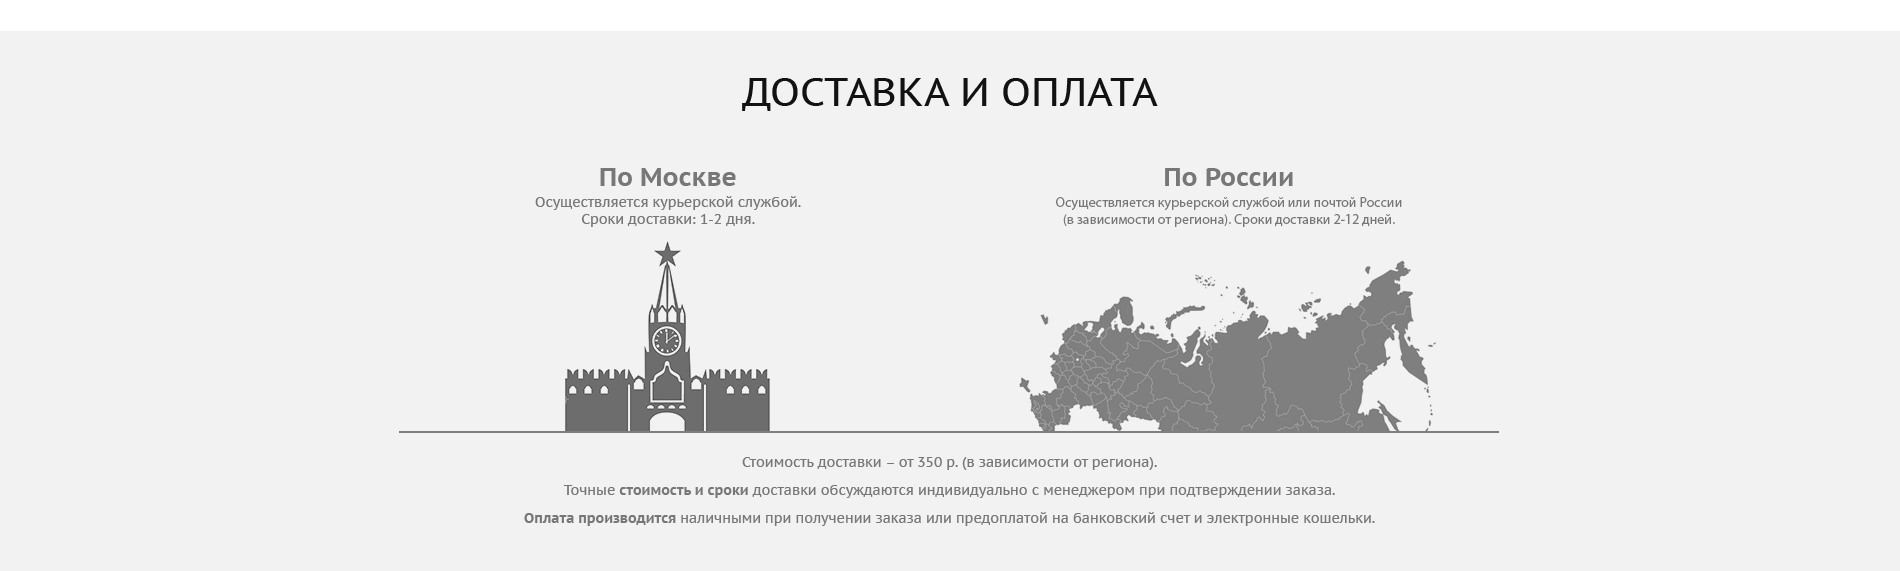 ДОСТАВКА И ОПЛАТА
По Москве
Осуществляется курьерской службой.
Сроки доставки: 1-2 дня.
По России
Осуществляется курьерской службой или почтой России
(в зависимости от региона). Сроки доставки 2-12 дней.
Стоимость доставки – от 350 р. (в зависимости от региона).
Точные стоимость и сроки доставки обсуждаются индивидуально с менеджером при подтверждении заказа.
Оплата производится наличными при получении заказа или предоплатой на банковский счет и электронные кошельки.